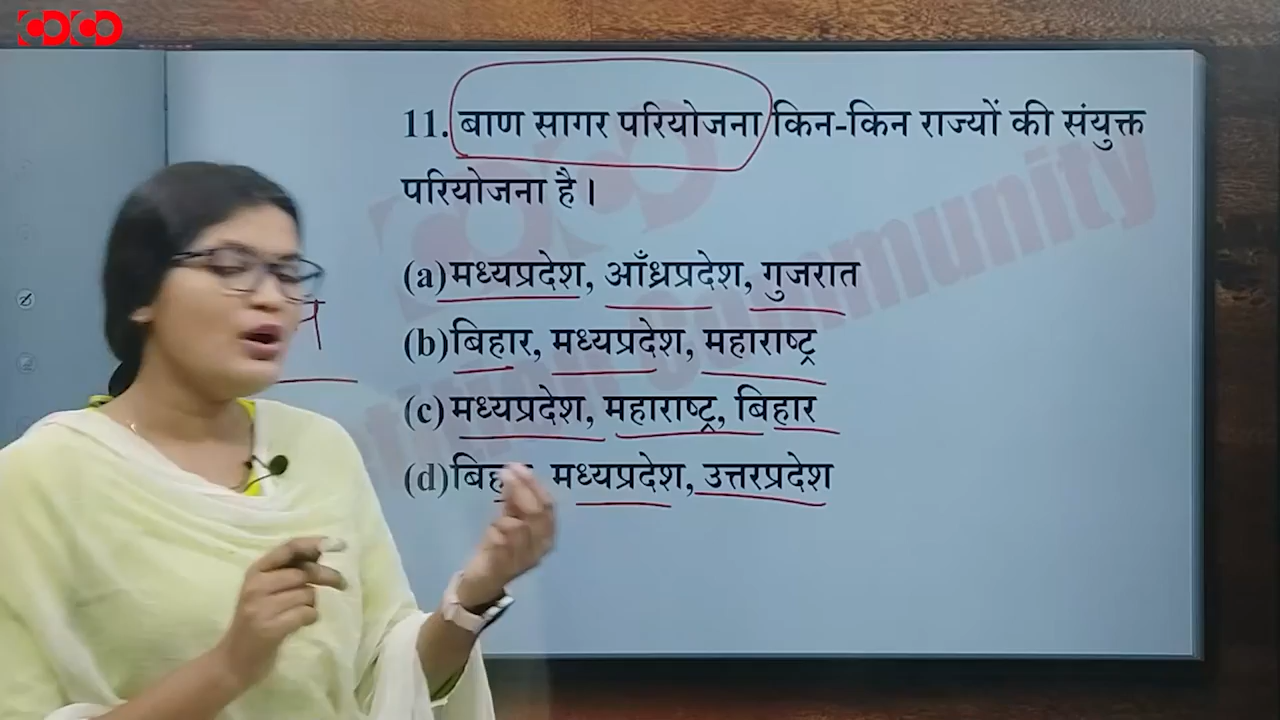 11. बाण सागर परियोजना किन-किन राज्यों की संयुक्त
परियोजना है।
(a) मध्यप्रदेश, आँध्रप्रदेश, गुजरात
(b) बिहार, मध्यप्रदेश, महाराष्ट्र
(c) मध्यप्रदेश, महाराष्ट्र, बिहार
(d) बिहार, मध्यप्रदेश, उत्तरप्रदेश
Community